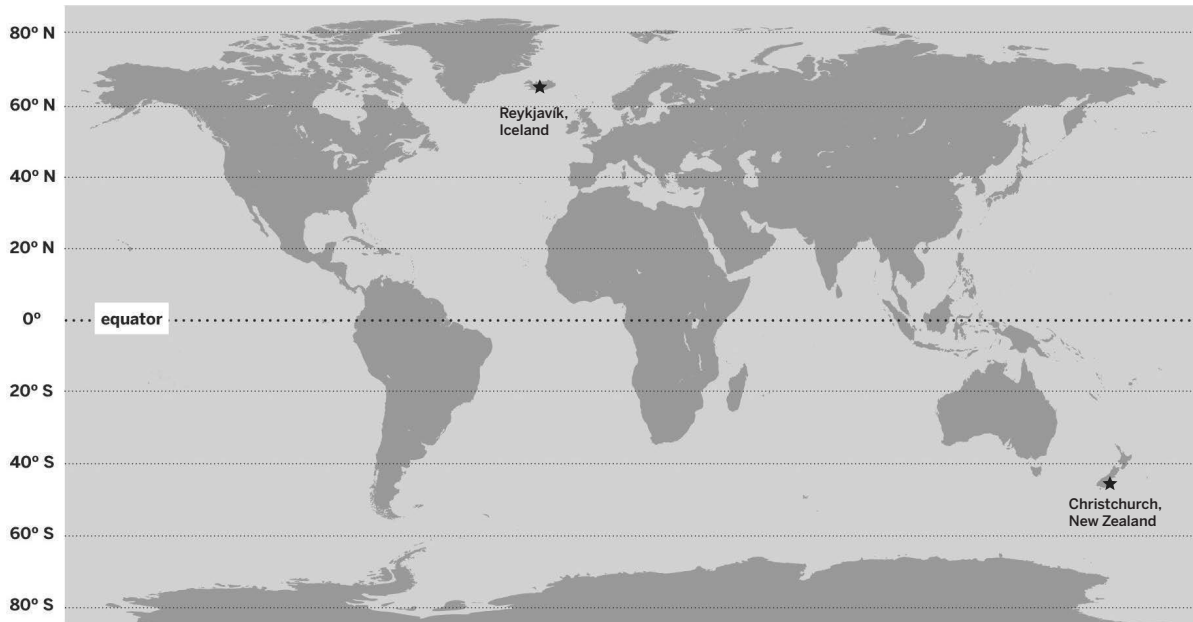 80º N
Reykjavík,
Iceland
60º N
40º N
20º N
equator
0º
20º S
40º S
Christchurch,
New Zealand
60º S
80º S